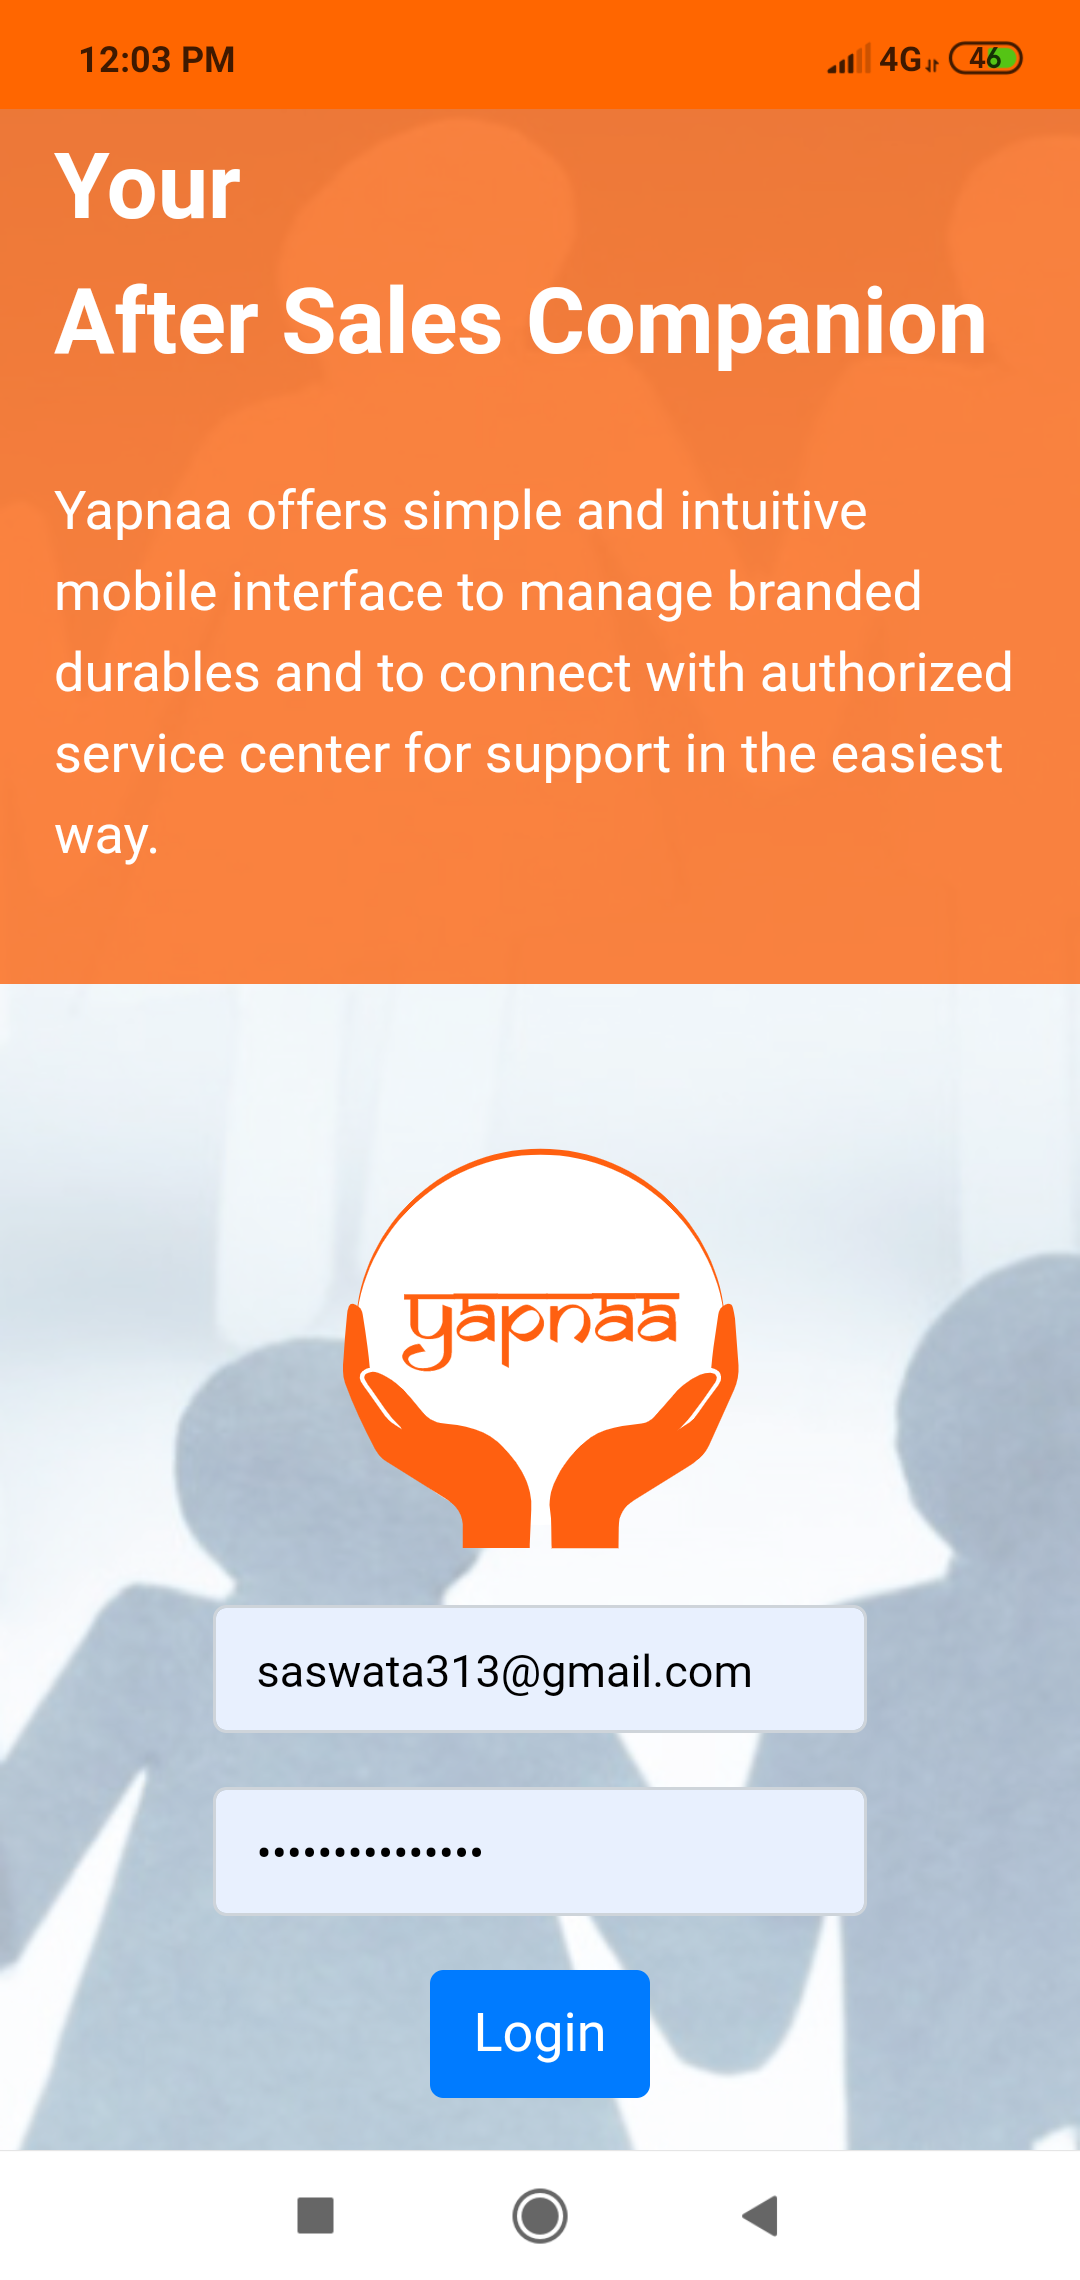 12:03 PM
4G 46
Your
After Sales Companion
Yapnaa offers simple and intuitive
mobile interface to manage branded
durables and to connect with authorized
service center for support in the easiest
way.
yapnaa
saswata313@gmail.com
•••••••••••••••
Login